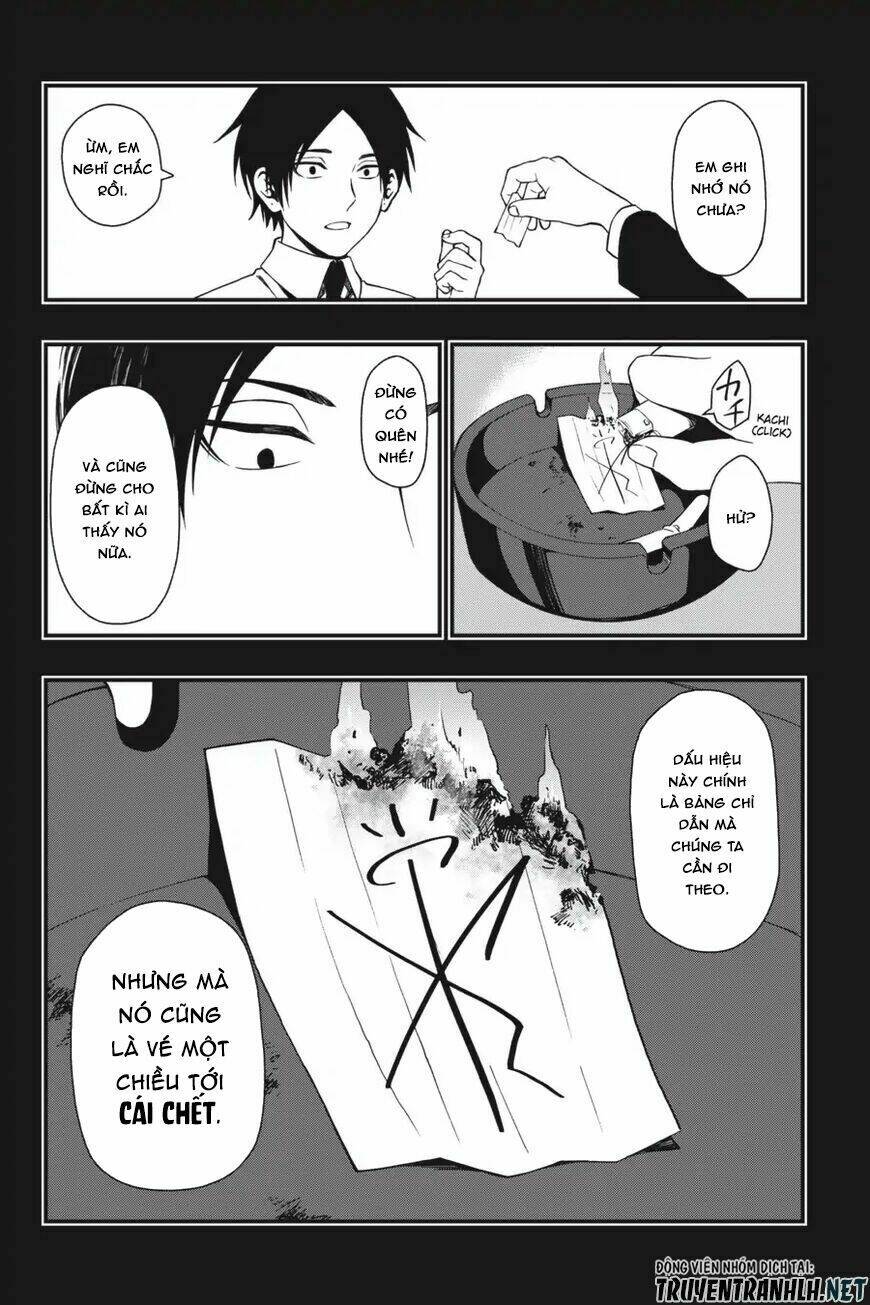 EM GHI
NHỚ NÓ
CHƯA?
ỪM, EM
NGHĨ CHẮC
RỒI.
カチ
KACHI
(CLICK)
HỬ?
ĐỪNG
CÓ
QUÊN
NHÉ!
VÀ CŨNG
ĐỪNG CHO
BẤT KÌ AI
THẤY NÓ
NỮA.
DẤU HIỆU
NÀY CHÍNH
LÀ BẢNG CHỈ
DẪN MÀ
CHÚNG TA
CẦN ĐI
THEO.
NHƯNG MÀ
NÓ CŨNG
LÀ VÉ MỘT
CHIỀU TỚI
CÁI CHẾT.
ĐỘNG VIÊN NHÓM DỊCH TẠI:
TRUYENTRANHLH.NET